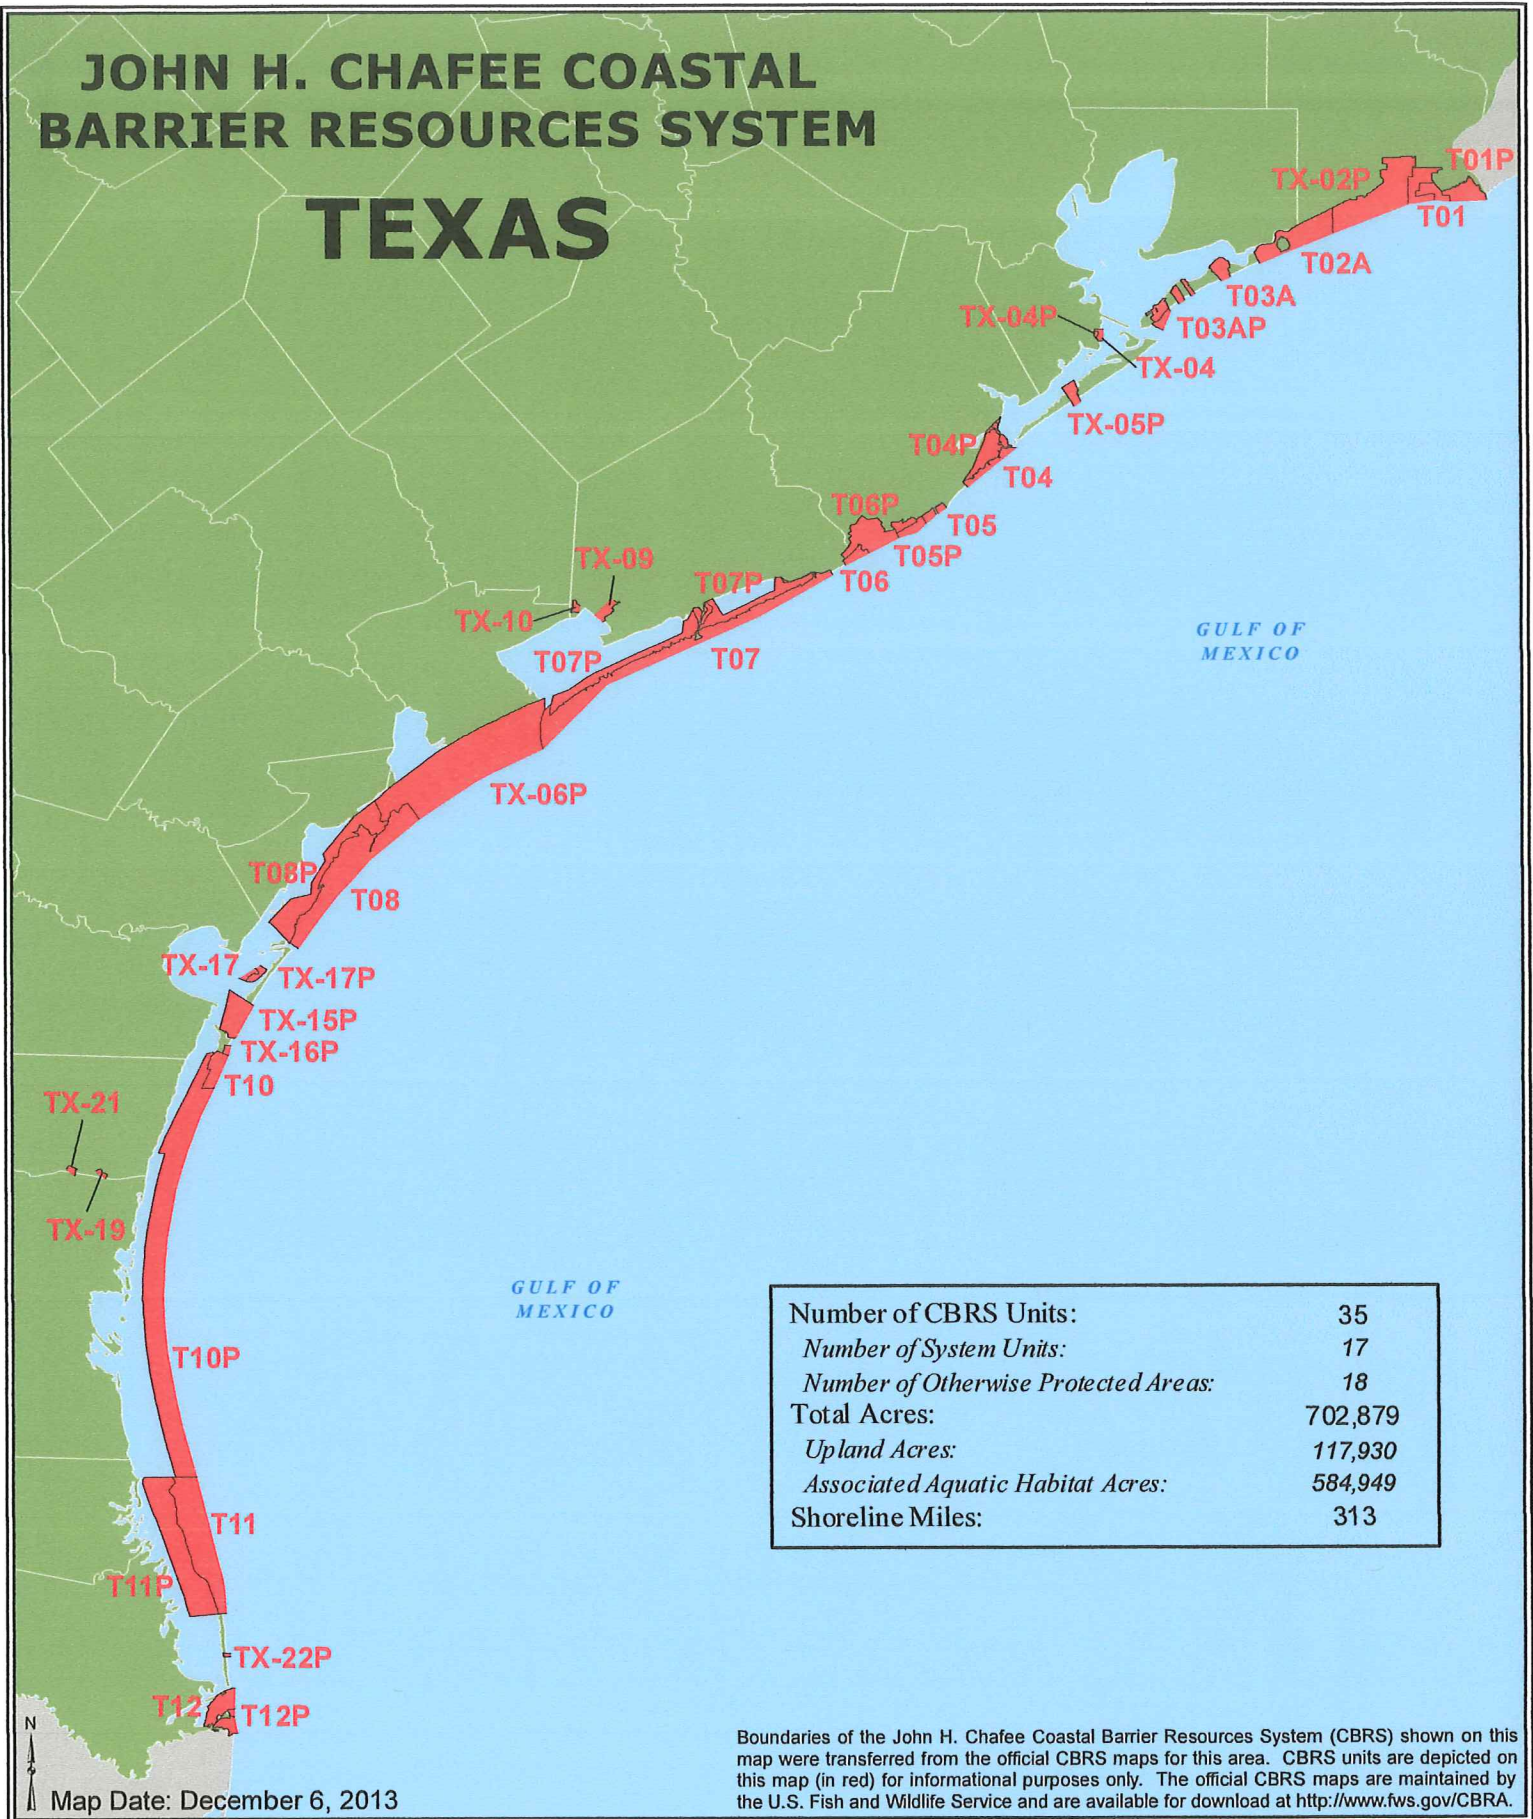 JOHN H. CHAFEE COASTAL
BARRIER RESOURCES SYSTEM
TEXAS
T01P
TX-02P
T01
T02A
T03A
TX-04P
T03AP
TX-04
TX-05P
T04P
T04
T06P
T05
T05P
TX-09
T07P
T06
TX-10
T07P
T07
GULF OF
MEXICO
TX-06P
T08P
T08
TX-17
TX-17P
TX-15P
TX-16P
T10
TX-21
TX-19
GULF OF
MEXICO
T10P
Number of CBRS Units: 35
Number of System Units: 17
Number of Otherwise Protected Areas: 18
Total Acres: 702,879
Upland Acres: 117,930
Associated Aquatic Habitat Acres: 584,949
Shoreline Miles: 313
T11
T11P
TX-22P
T12
T12P
N
Map Date: December 6, 2013
Boundaries of the John H. Chafee Coastal Barrier Resources System (CBRS) shown on this
map were transferred from the official CBRS maps for this area. CBRS units are depicted on
this map (in red) for informational purposes only. The official CBRS maps are maintained by
the U.S. Fish and Wildlife Service and are available for download at http://www.fws.gov/CBRA.